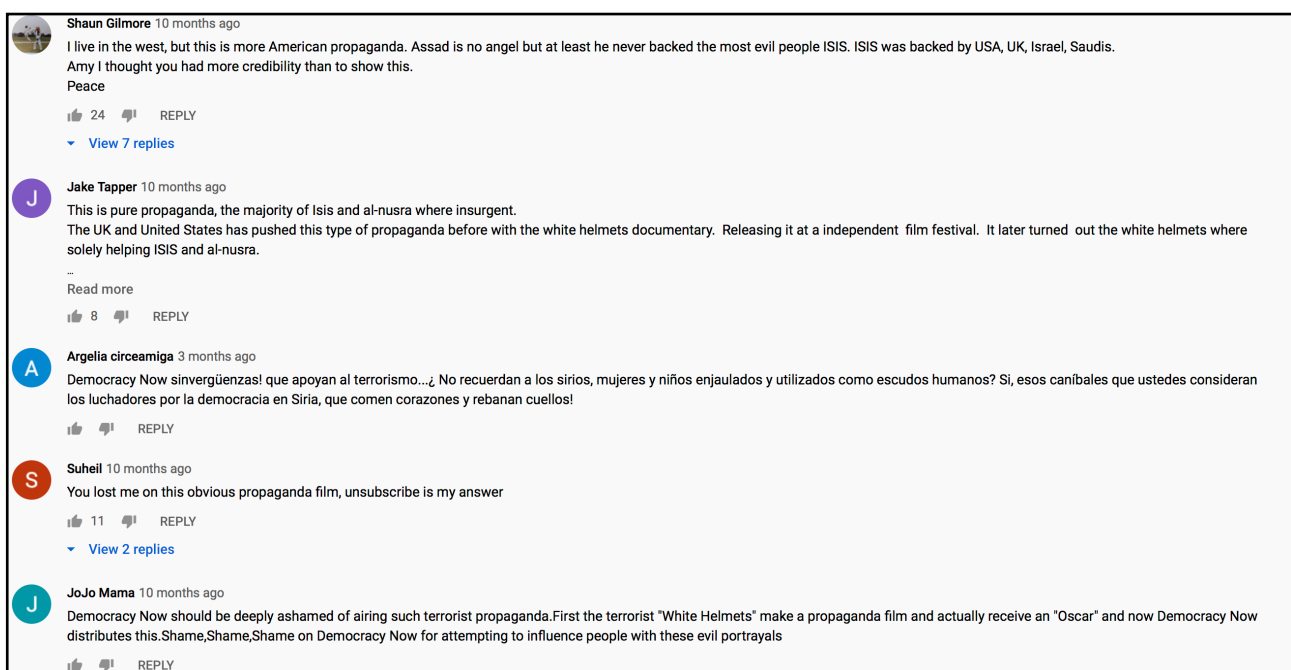 Shaun Gilmore 10 months ago
I live in the west, but this is more American propaganda. Assad is no angel but at least he never backed the most evil people ISIS. ISIS was backed by USA, UK, Israel, Saudis.
Amy I thought you had more credibility than to show this.
Peace
24 REPLY
View 7 replies
J
Jake Tapper 10 months ago
This is pure propaganda, the majority of Isis and al-nusra where insurgent.
The UK and United States has pushed this type of propaganda before with the white helmets documentary. Releasing it at a independent film festival. It later turned out the white helmets where
solely helping ISIS and al-nusra.
...
Read more
8 REPLY
A
Argelia circeamiga 3 months ago
Democracy Now sinvergüenzas! que apoyan al terrorismo...¿ No recuerdan a los sirios, mujeres y niños enjaulados y utilizados como escudos humanos? Si, esos caníbales que ustedes consideran
los luchadores por la democracia en Siria, que comen corazones y rebanan cuellos!
REPLY
S
Suheil 10 months ago
You lost me on this obvious propaganda film, unsubscribe is my answer
11 REPLY
View 2 replies
J
JoJo Mama 10 months ago
Democracy Now should be deeply ashamed of airing such terrorist propaganda.First the terrorist "White Helmets" make a propaganda film and actually receive an "Oscar" and now Democracy Now
distributes this.Shame,Shame,Shame on Democracy Now for attempting to influence people with these evil portrayals
REPLY